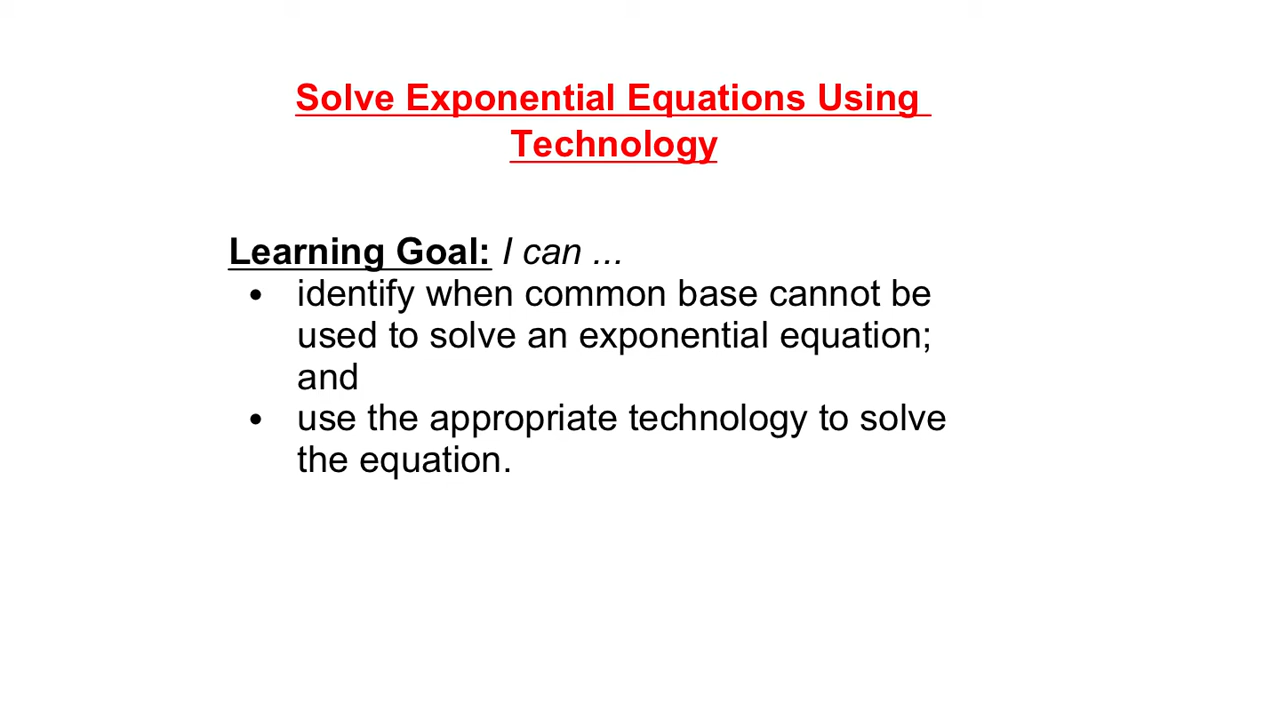 Solve Exponential Equations Using
Technology
Learning Goal: I can ...
• identify when common base cannot be
used to solve an exponential equation;
and
• use the appropriate technology to solve
the equation.